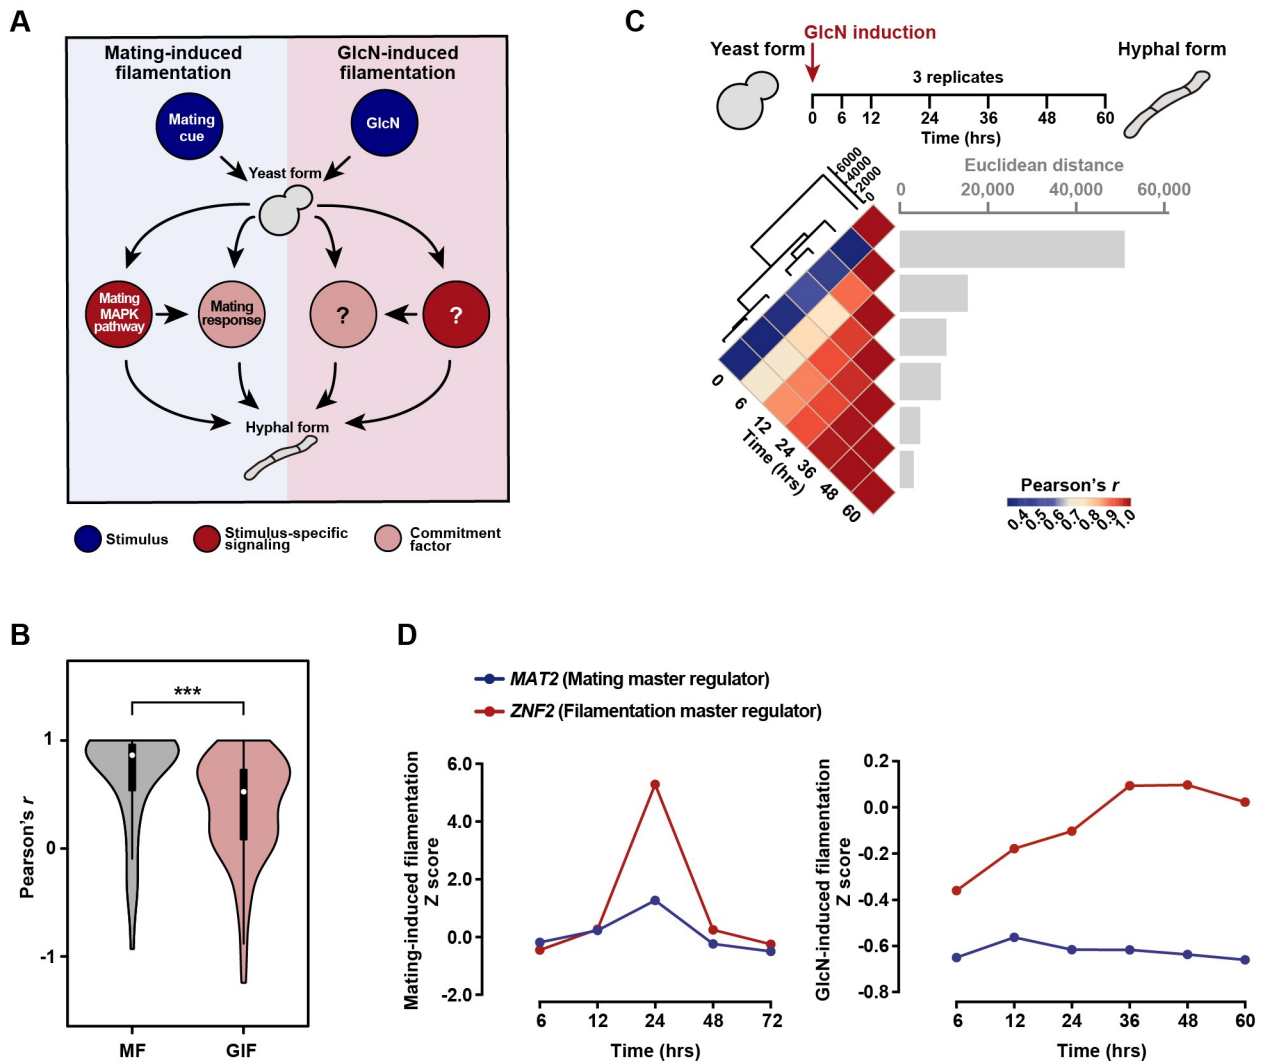 A
Mating-induced
filamentation
GlcN-induced
filamentation
Mating
cue
GlcN
Yeast form
Mating
MAPK
pathway
Mating
response
?
?
Hyphal form
Stimulus
Stimulus-specific
signaling
Commitment
factor
C
GlcN induction
Yeast form
Hyphal form
3 replicates
0 6 12 24 36 48 60
Time (hrs)
6000
4000
2000
0
Euclidean distance
0 20,000 40,000 60,000
0 6 12 24 36 48 60
Time (hrs)
Pearson's r
0.4 0.5 0.6 0.7 0.8 0.9 1.0
B
***
Pearson's r
1
0
-1
MF GIF
D
MAT2 (Mating master regulator)
ZNF2 (Filamentation master regulator)
Mating-induced filamentation
Z score
6.0
4.0
2.0
0.0
-2.0
6 12 24 48 72
Time (hrs)
GlcN-induced filamentation
Z score
0.2
0.0
-0.2
-0.4
-0.6
-0.8
6 12 24 36 48 60
Time (hrs)